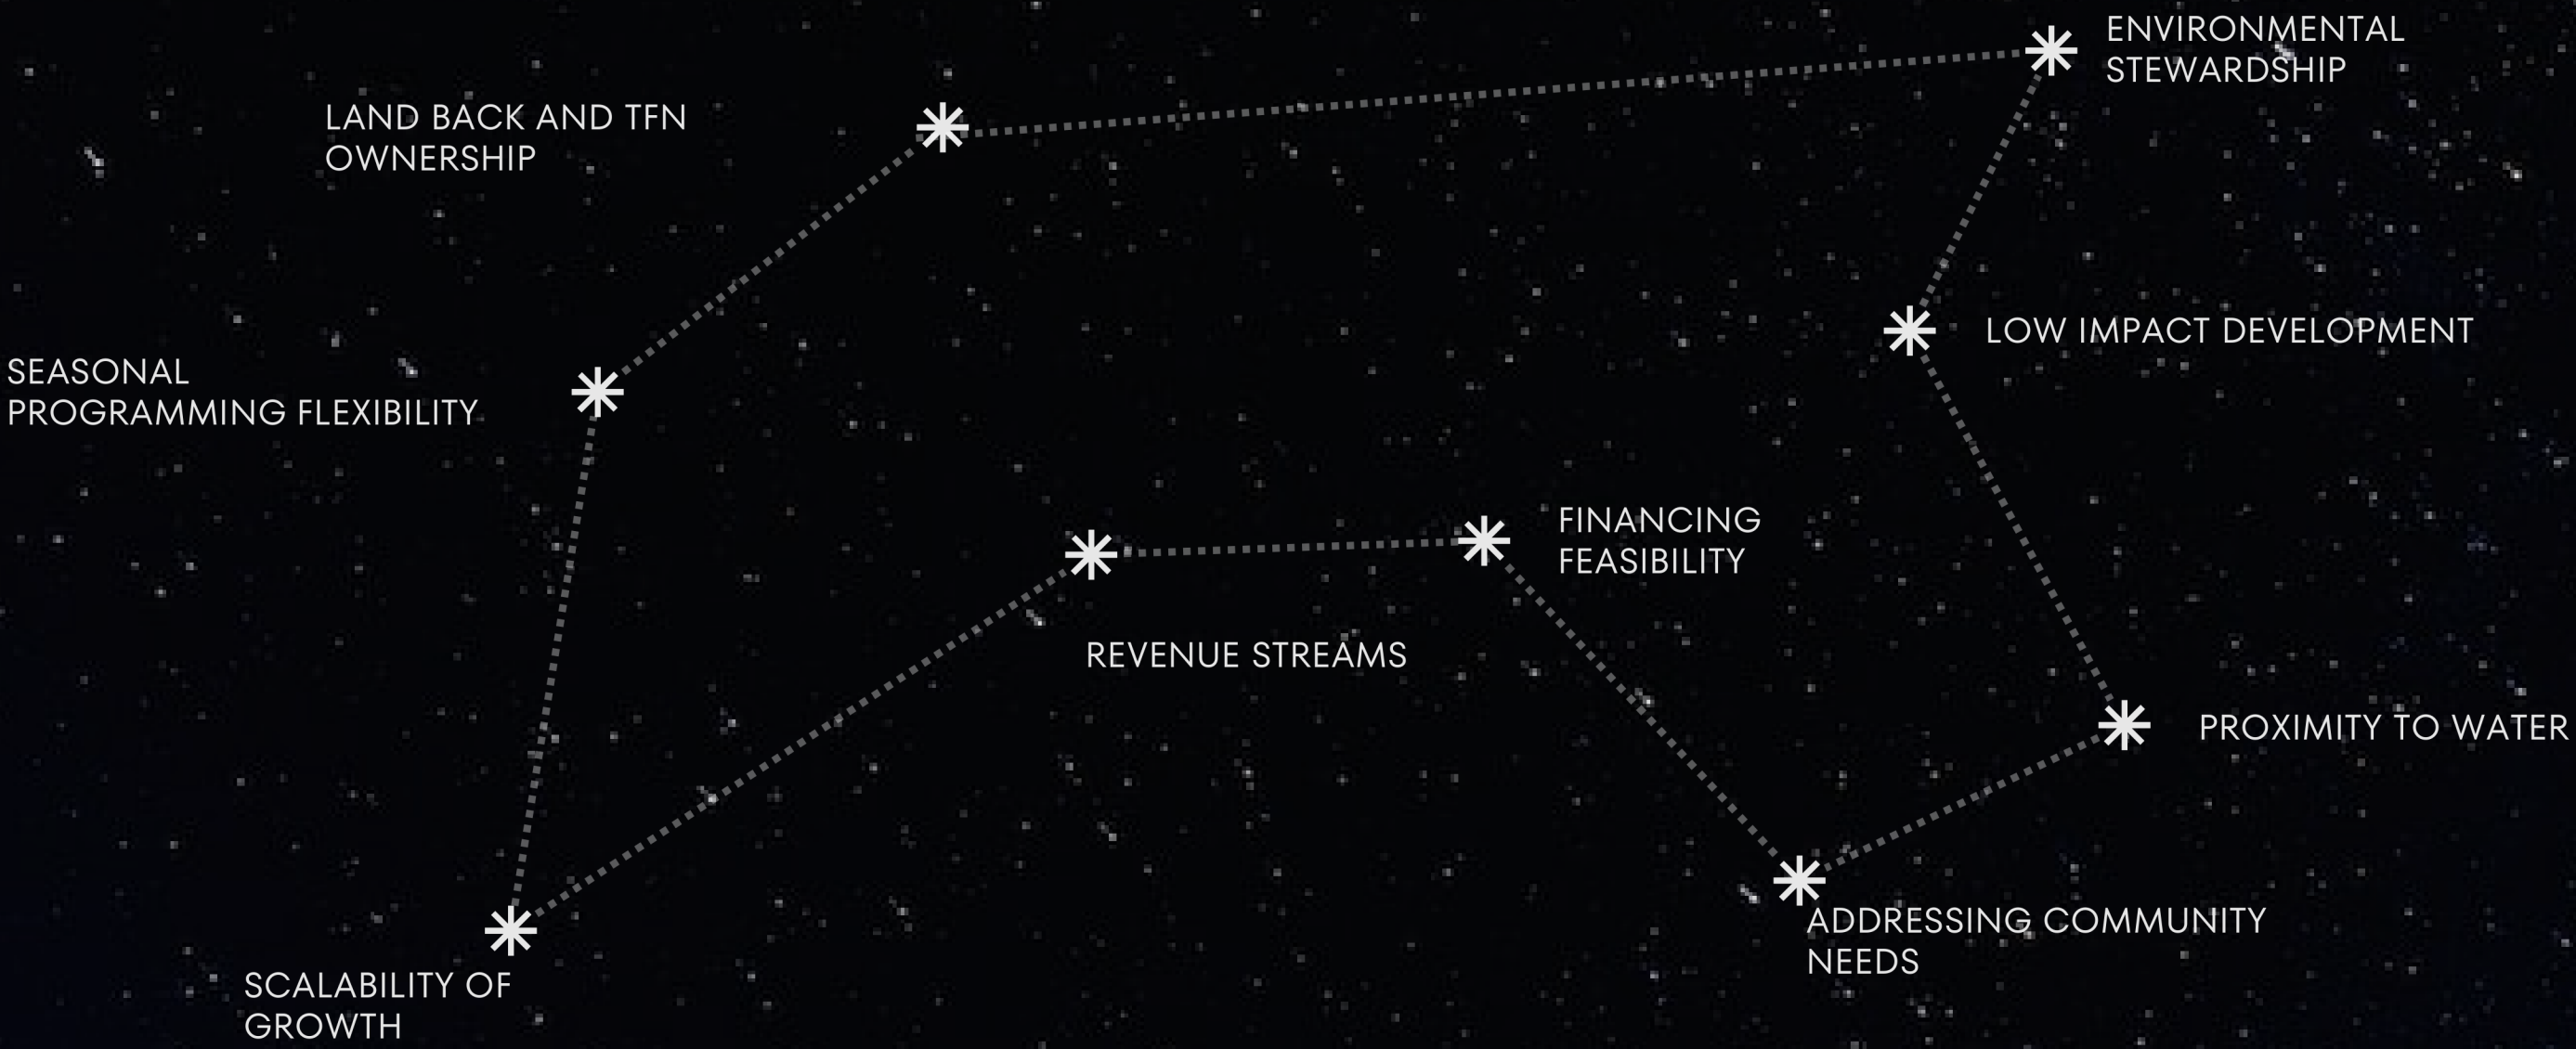 ENVIRONMENTAL
STEWARDSHIP
LAND BACK AND TFN
OWNERSHIP
LOW IMPACT DEVELOPMENT
SEASONAL
PROGRAMMING FLEXIBILITY
FINANCING
FEASIBILITY
REVENUE STREAMS
PROXIMITY TO WATER
ADDRESSING COMMUNITY
NEEDS
SCALABILITY OF
GROWTH